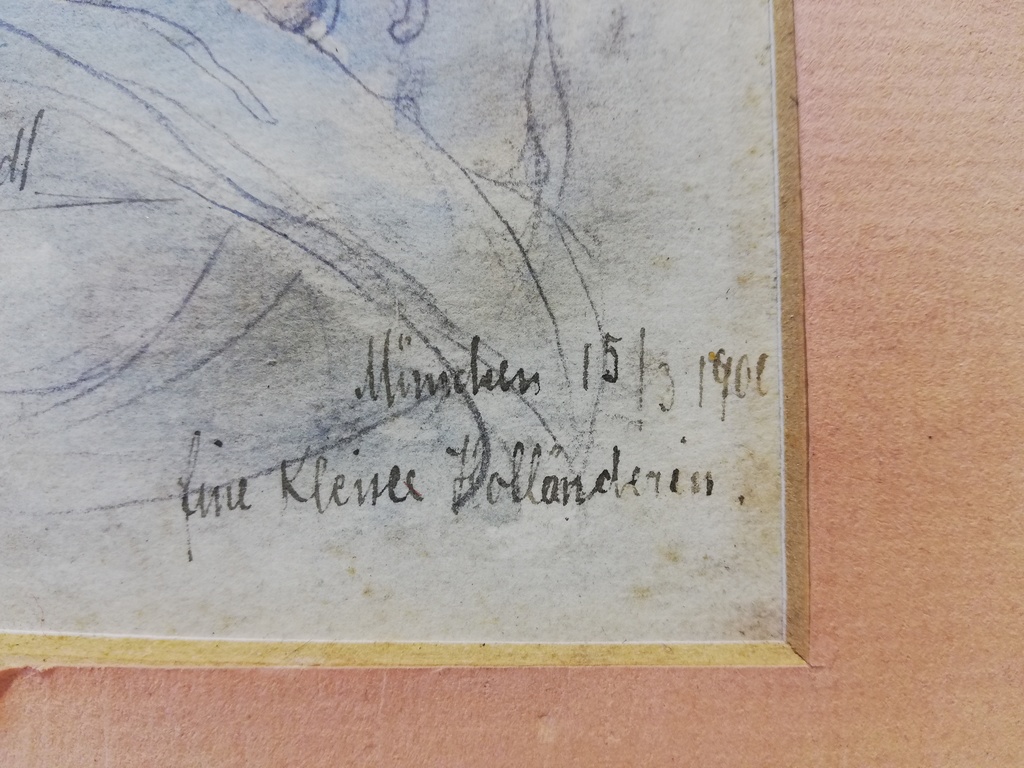 München 15/3 1900
Eine Kleine Holländerin.